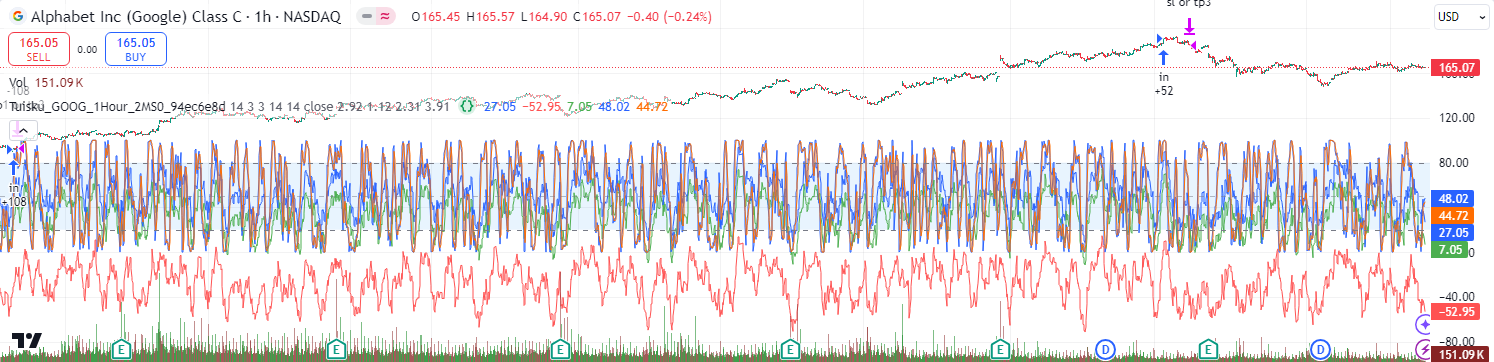 sl or tp3
Alphabet Inc (Google) Class C · 1h · NASDAQ O165.45 H165.57 L164.90 C165.07 −0.40 (−0.24%)
USD
165.05 SELL
0.00
165.05 BUY
165.07
Vol 151.09 K
-108
in
+52
14 3 3 14 14 close 2.92 1.12 2.31 3.91 27.05 −52.95 7.05 48.02 44.72
120.00
80.00
in
+108
48.02
44.72
27.05
7.05
−40.00
−52.95
−80.00
E E E E E D E D
151.09 K